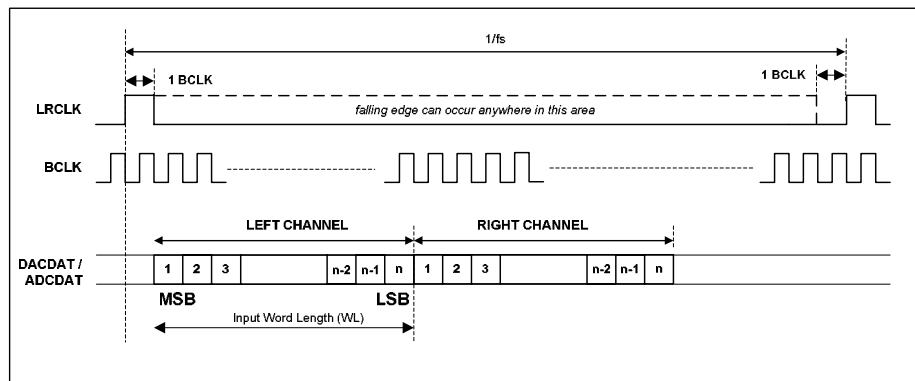 1/fs
1 BCLK
1 BCLK
LRCLK
falling edge can occur anywhere in this area
BCLK
LEFT CHANNEL
RIGHT CHANNEL
DACDAT /
ADCDAT
1 2 3 n-2 n-1 n 1 2 3 n-2 n-1 n
MSB LSB
Input Word Length (WL)